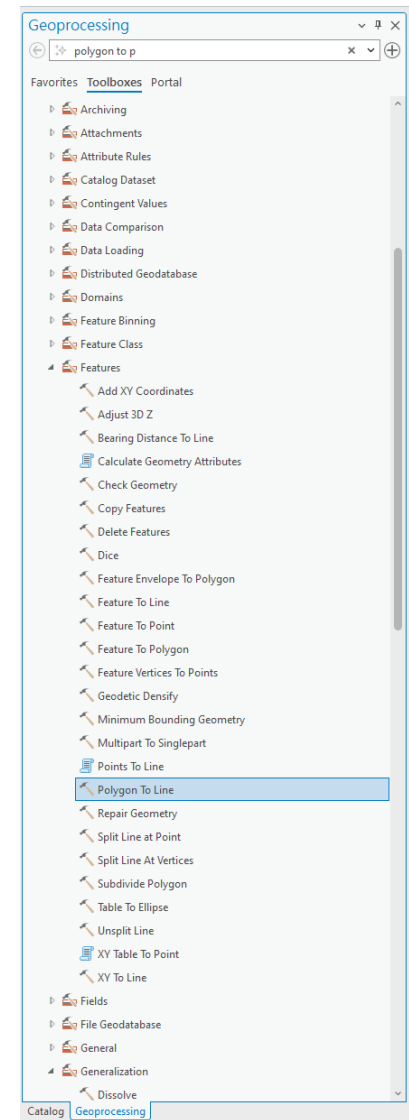 Geoprocessing
polygon to p
Favorites Toolboxes Portal
Archiving
Attachments
Attribute Rules
Catalog Dataset
Contingent Values
Data Comparison
Data Loading
Distributed Geodatabase
Domains
Feature Binning
Feature Class
Features
Add XY Coordinates
Adjust 3D Z
Bearing Distance To Line
Calculate Geometry Attributes
Check Geometry
Copy Features
Delete Features
Dice
Feature Envelope To Polygon
Feature To Line
Feature To Point
Feature To Polygon
Feature Vertices To Points
Geodetic Densify
Minimum Bounding Geometry
Multipart To Singlepart
Points To Line
Polygon To Line
Repair Geometry
Split Line at Point
Split Line At Vertices
Subdivide Polygon
Table To Ellipse
Unsplit Line
XY Table To Point
XY To Line
Fields
File Geodatabase
General
Generalization
Dissolve
Catalog Geoprocessing